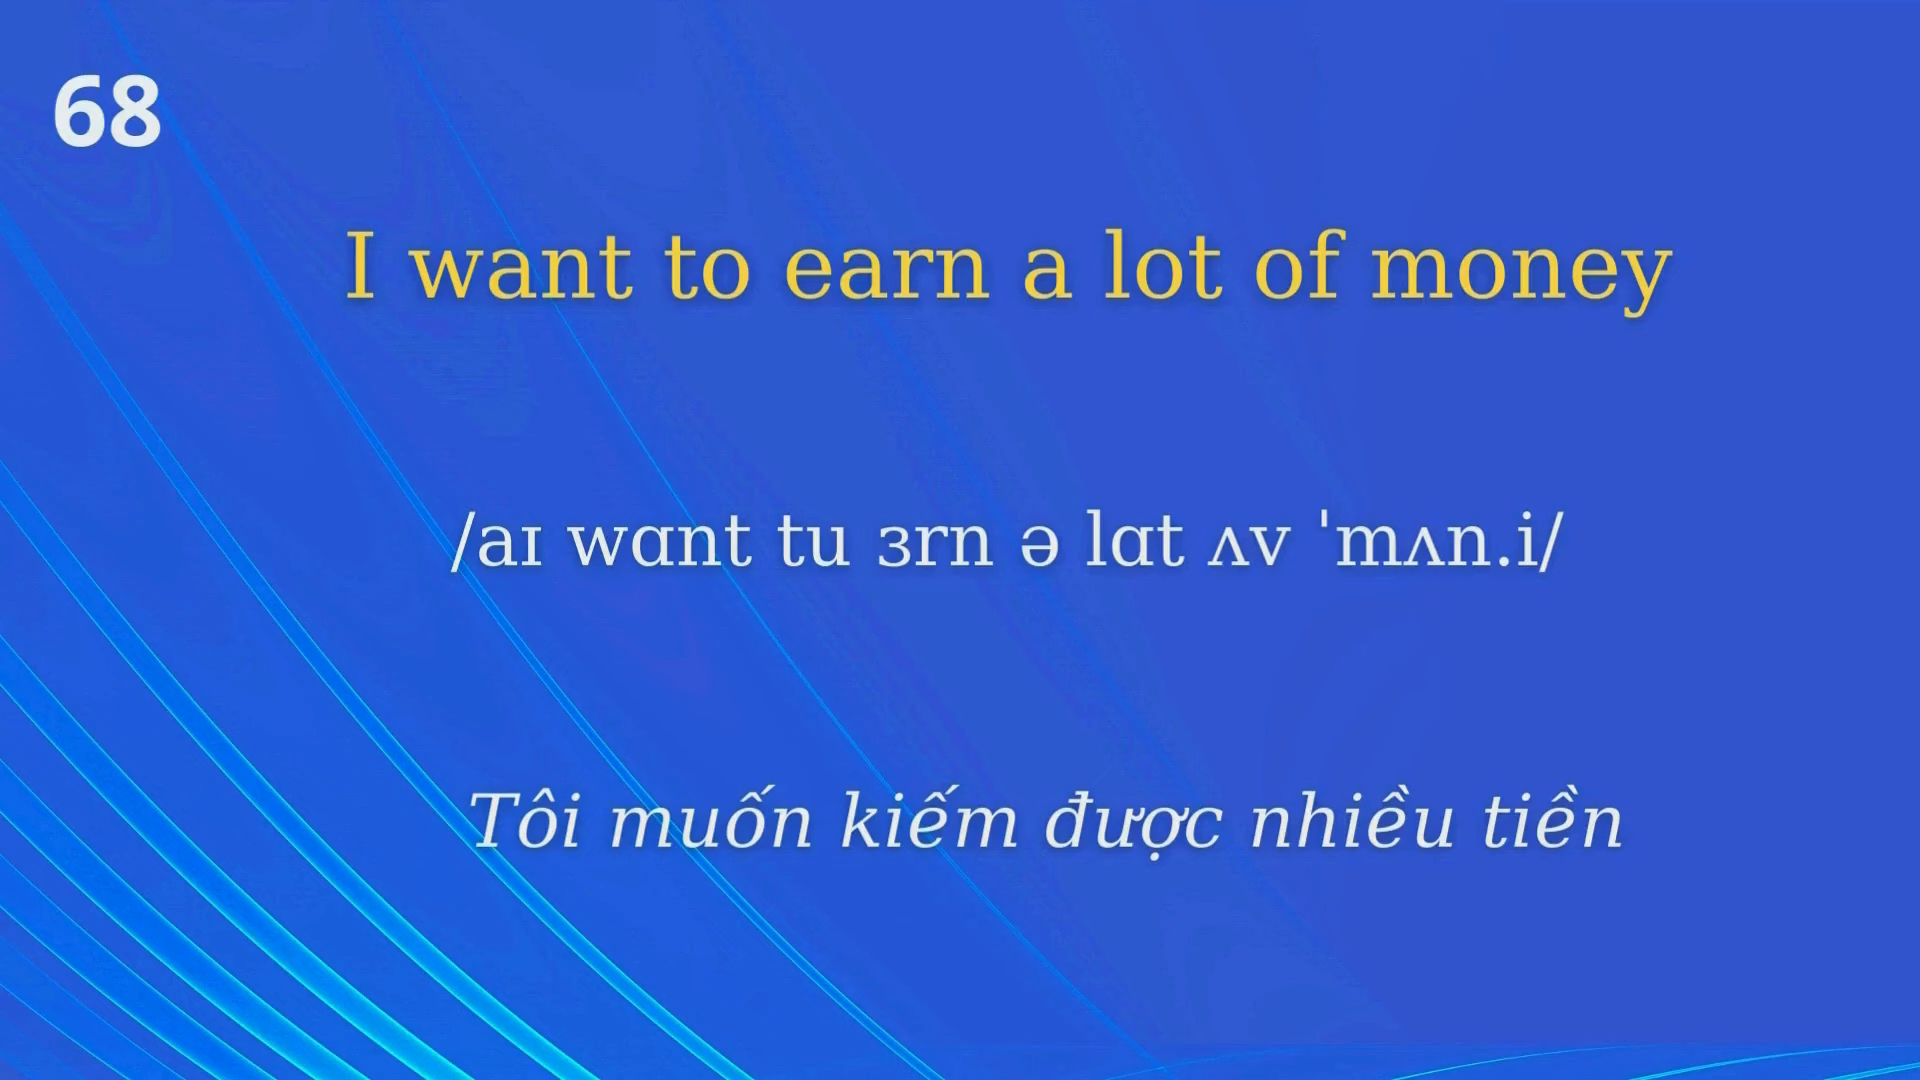 68
I want to earn a lot of money
/aɪ wɑnt tu ɜrn ə lɑt ʌv ˈmʌn.i/
Tôi muốn kiếm được nhiều tiền